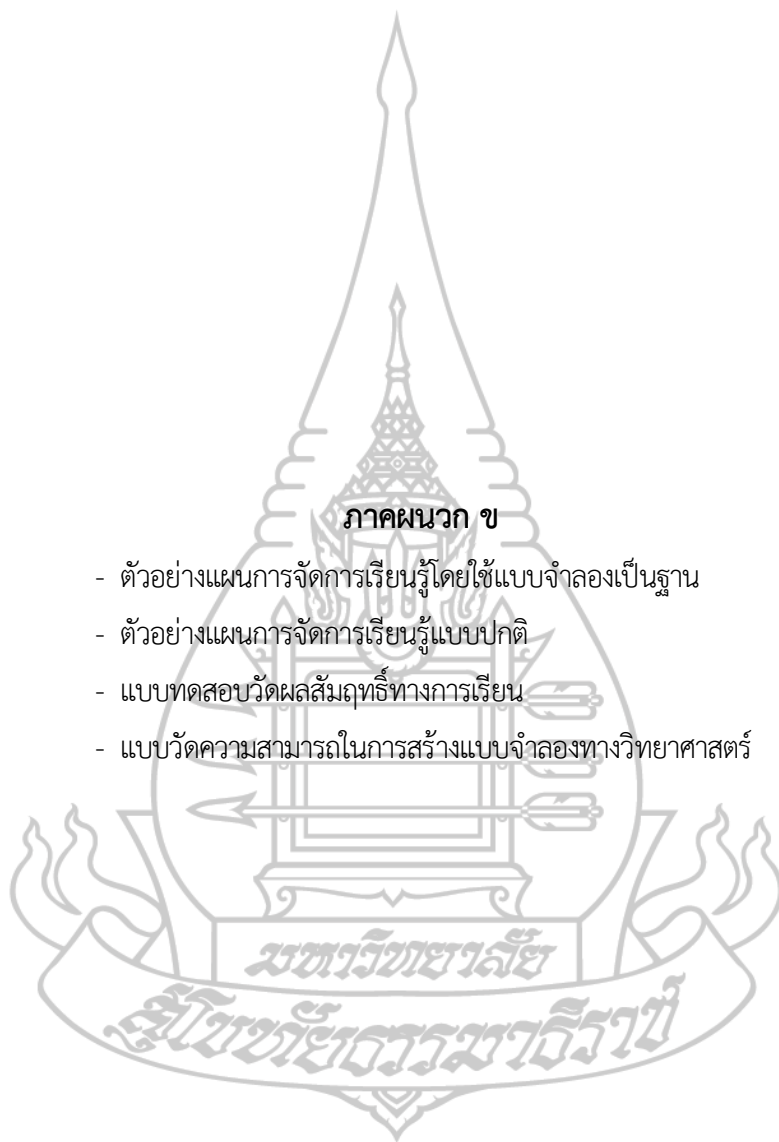 ภาคผนวก ข
- ตัวอย่างแผนการจัดการเรียนรู้โดยใช้แบบจำลองเป็นฐาน
- ตัวอย่างแผนการจัดการเรียนรู้แบบปกติ
- แบบทดสอบวัดผลสัมฤทธิ์ทางการเรียน
- แบบวัดความสามารถในการสร้างแบบจำลองทางวิทยาศาสตร์
มหาวิทยาลัย
สุโขทัยธรรมาธิราช